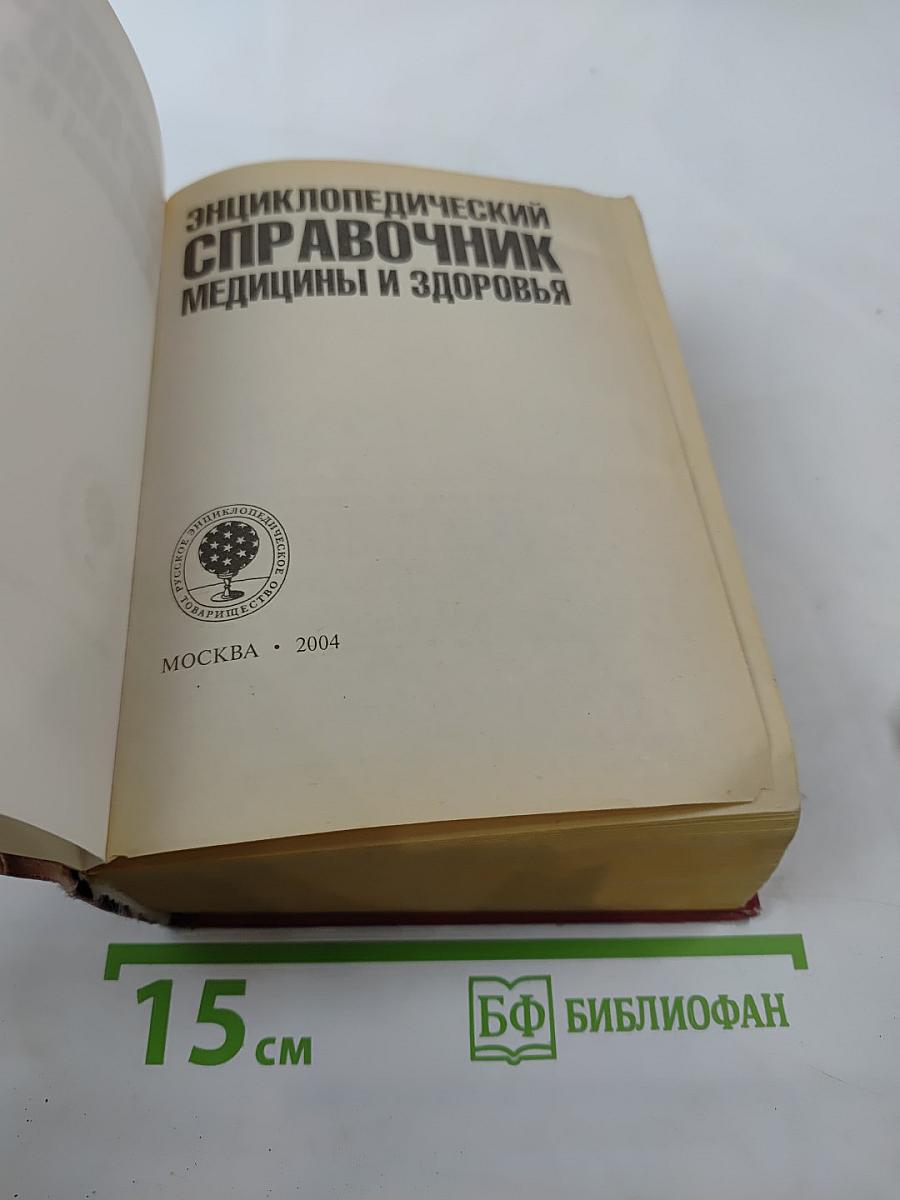 ЭНЦИКЛОПЕДИЧЕСКИЙ
СПРАВОЧНИК
МЕДИЦИНЫ И ЗДОРОВЬЯ
РУССКОЕ ЭНЦИКЛОПЕДИЧЕСКОЕ
ТОВАРИЩЕСТВО
МОСКВА • 2004
15 см
БФ БИБЛИОФАН